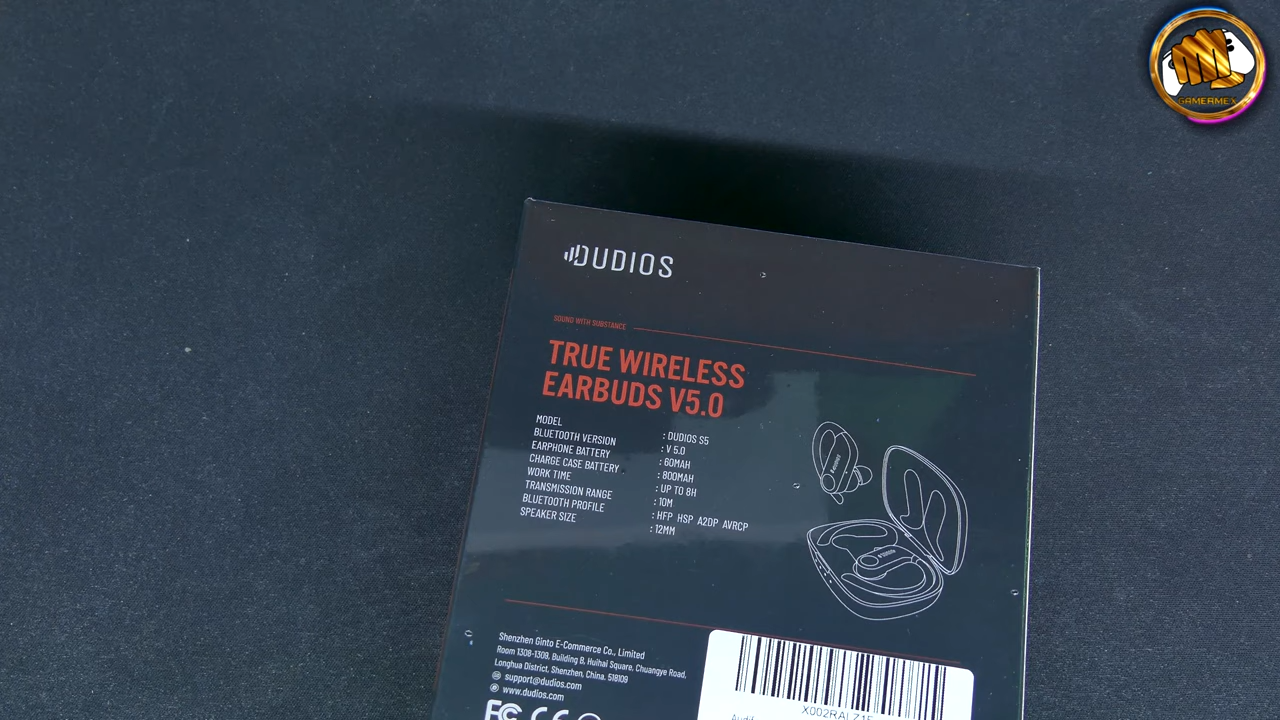 GAMERMEX
DUDIOS
SOUND WITH SUBSTANCE
TRUE WIRELESS
EARBUDS V5.0
MODEL : DUDIOS S5
BLUETOOTH VERSION : V 5.0
EARPHONE BATTERY : 60MAH
CHARGE CASE BATTERY : 800MAH
WORK TIME : UP TO 8H
TRANSMISSION RANGE : 10M
BLUETOOTH PROFILE : HFP HSP A2DP AVRCP
SPEAKER SIZE : 12MM
Shenzhen Ginto E-Commerce Co., Limited
Room 1308-1309, Building B, Huihai Square, Chuangye Road,
Longhua District, Shenzhen, China. 518109
support@dudios.com
www.dudios.com
FC CE